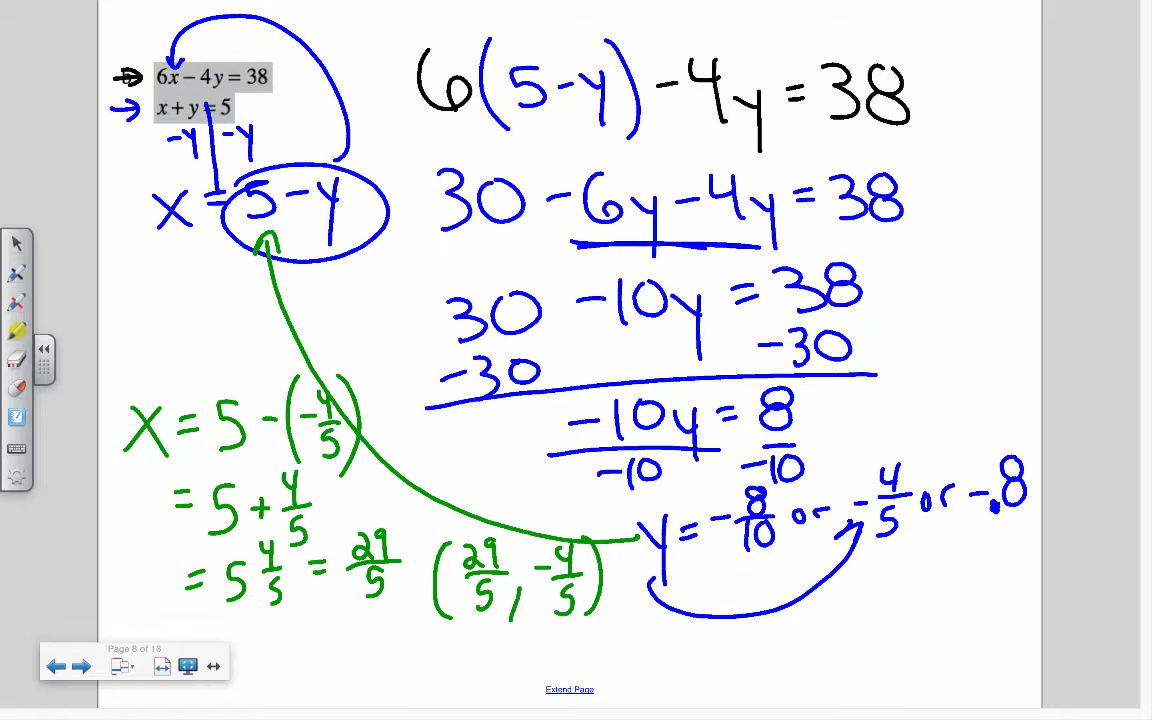 6x − 4y = 38
x + y = 5
-y -y
x = 5 - y
6(5-y) -4y = 38
30 -6y -4y = 38
30 -10y = 38
-30 -30
-10y = 8
-10 -10
y = -8/10 or -4/5 or -.8
x = 5 - (-4/5)
= 5 + 4/5
= 5 4/5 = 29/5 (29/5, -4/5)
Page 8 of 13
Extend Page